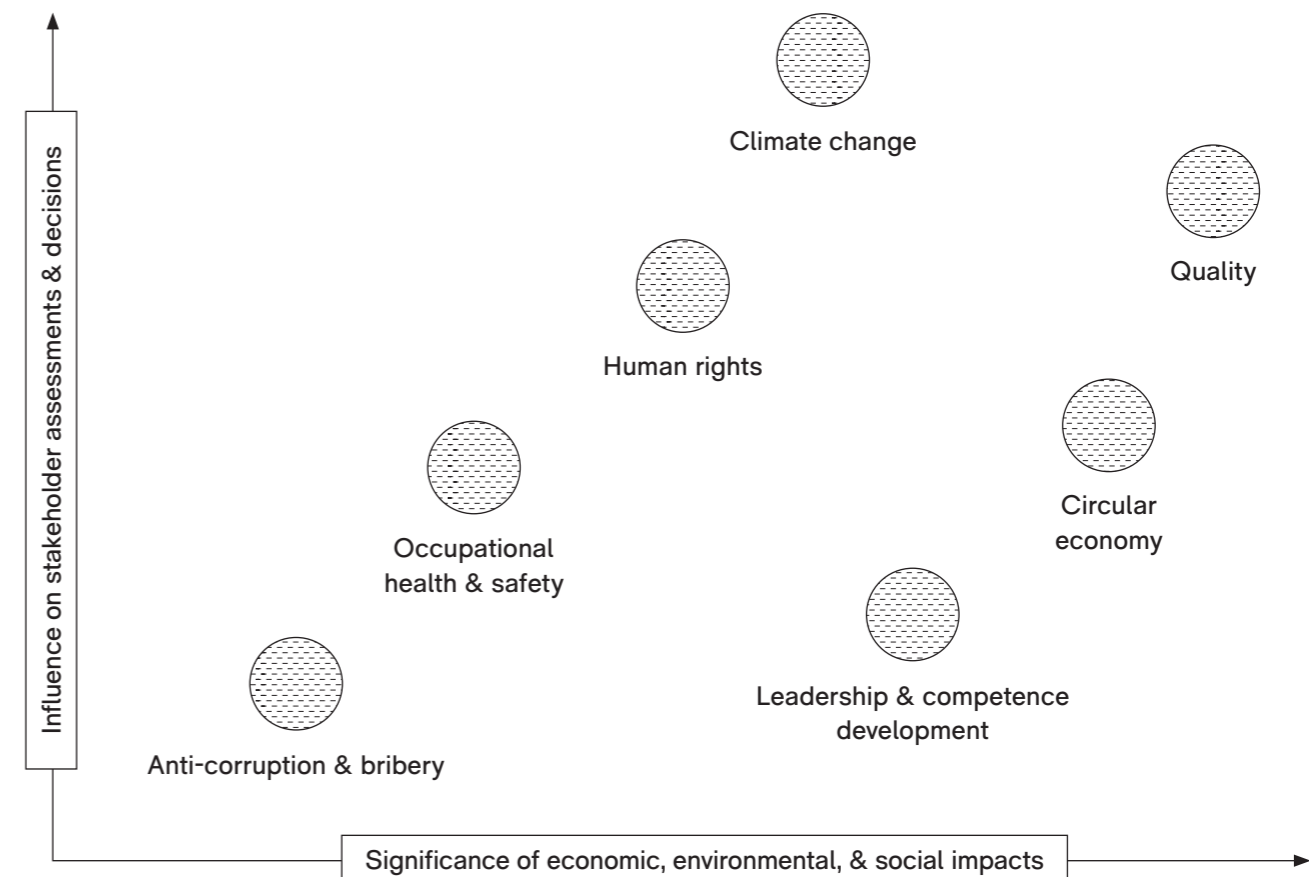 Influence on stakeholder assessments & decisions
Climate change
Quality
Human rights
Circular
economy
Occupational
health & safety
Leadership & competence
development
Anti-corruption & bribery
Significance of economic, environmental, & social impacts